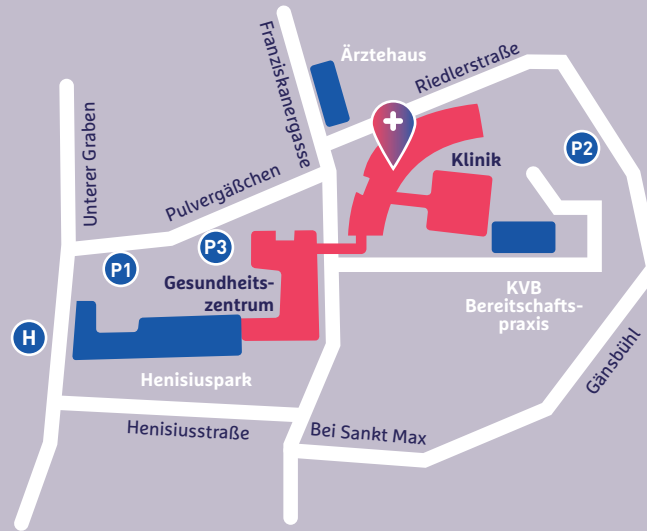 Ärztehaus
Riedlerstraße
Franziskanergasse
Unterer Graben
Klinik
P2
Pulvergäßchen
P3
P1
Gesundheits-
zentrum
KVB
Bereitschafts-
praxis
H
Henisiuspark
Gänsbühl
Henisiusstraße
Bei Sankt Max